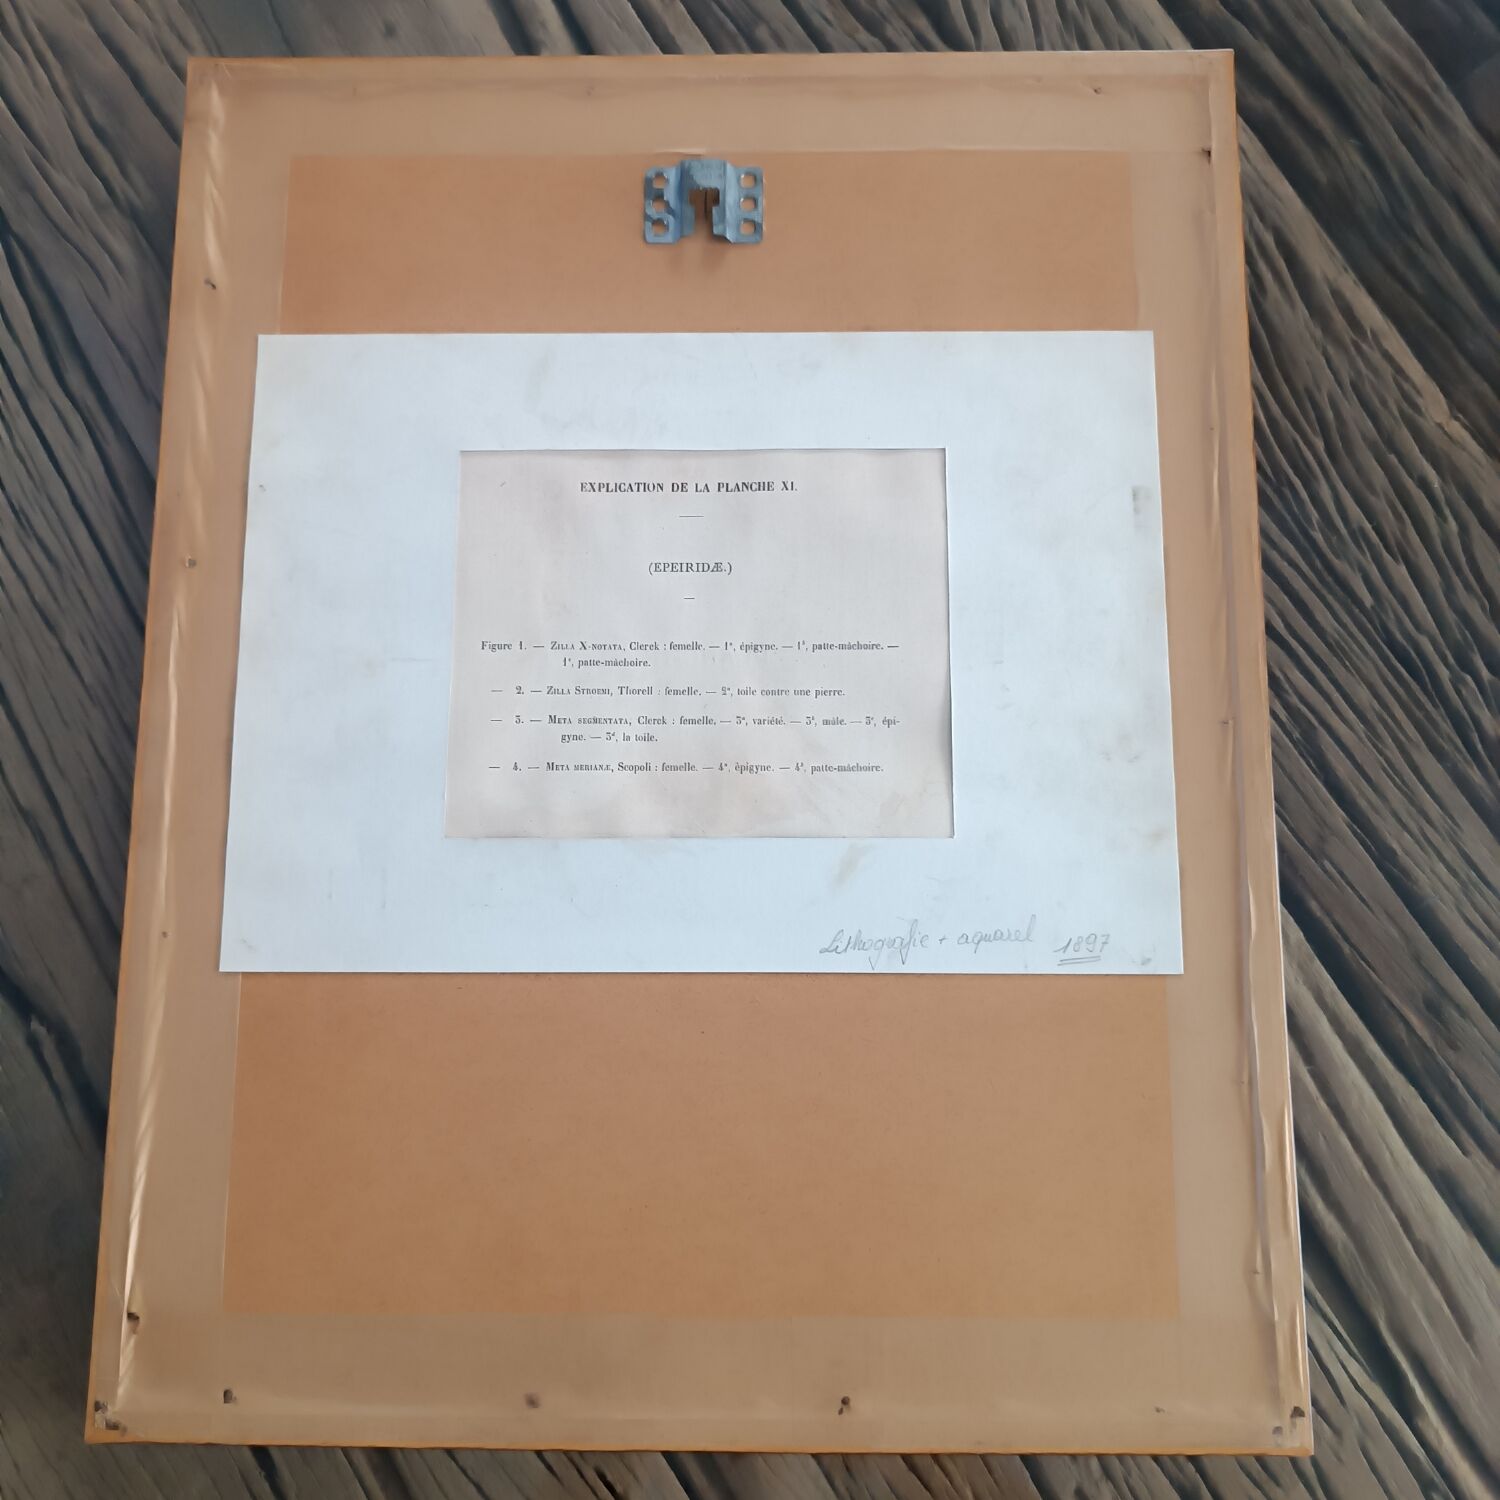 EXPLICATION DE LA PLANCHE XI.
(EPEIRIDÆ.)
Figure 1. — ZILLA X-NOTATA, Clerck : femelle. — 1ª, épigyne. — 1ᵇ, patte-mâchoire. —
1ᶜ, patte-mâchoire.
— 2. — ZILLA STROEMI, Thorell : femelle. — 2ª, toile contre une pierre.
— 3. — META SEGMENTATA, Clerck : femelle. — 3ª, variété. — 3ᵇ, mâle. — 3ᶜ, épi-
gyne. — 3ᵈ, la toile.
— 4. — META MERIANÆ, Scopoli : femelle. — 4ª, épigyne. — 4ᵇ, patte-mâchoire.
Lithografie + aquarel 1897